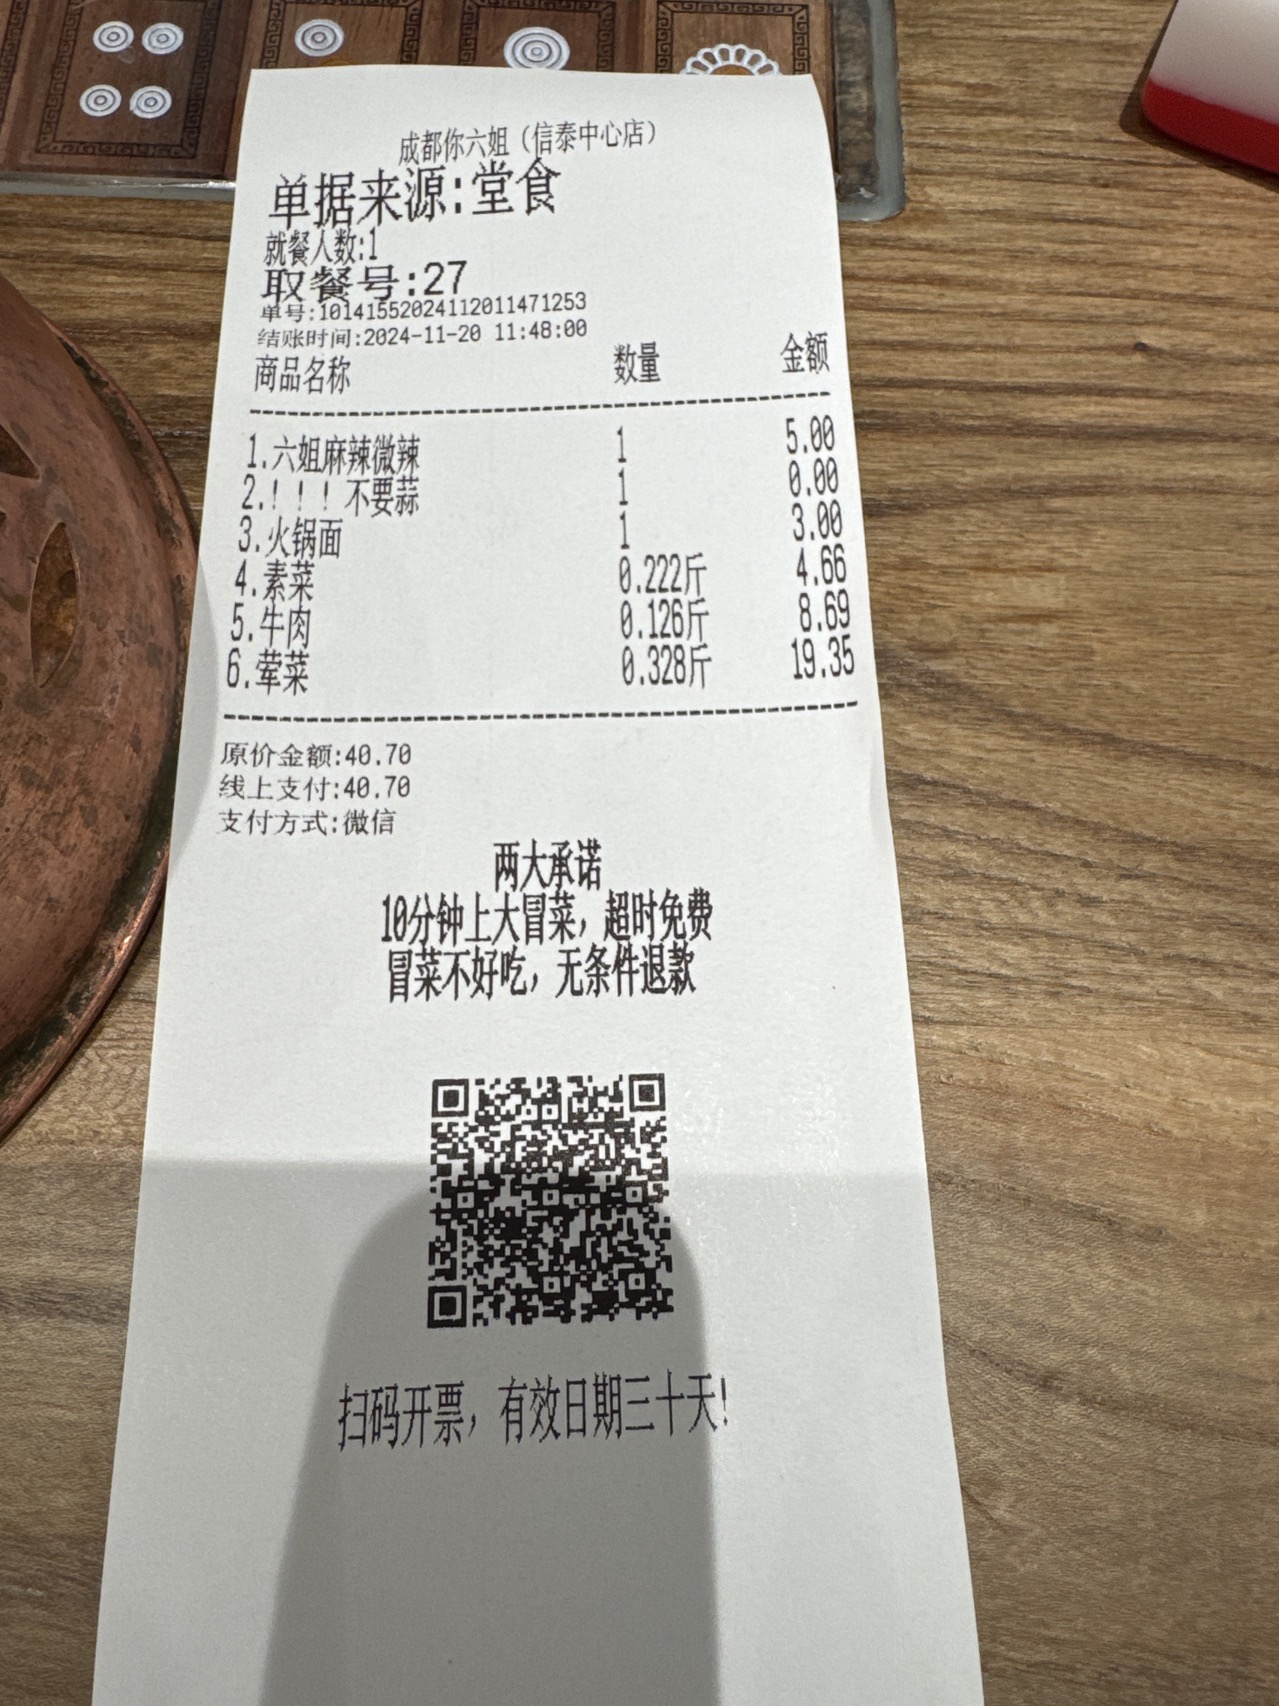 成都你六姐（信泰中心店）
单据来源:堂食
就餐人数:1
取餐号:27
单号:10141552024112011471253
结账时间:2024-11-20 11:48:00
商品名称 数量 金额
1.六姐麻辣微辣 1 5.00
2.！！！不要蒜 1 0.00
3.火锅面 1 3.00
4.素菜 0.222斤 4.66
5.牛肉 0.126斤 8.69
6.荤菜 0.328斤 19.35
原价金额:40.70
线上支付:40.70
支付方式:微信
两大承诺
10分钟上大冒菜，超时免费
冒菜不好吃，无条件退款
扫码开票，有效日期三十天!